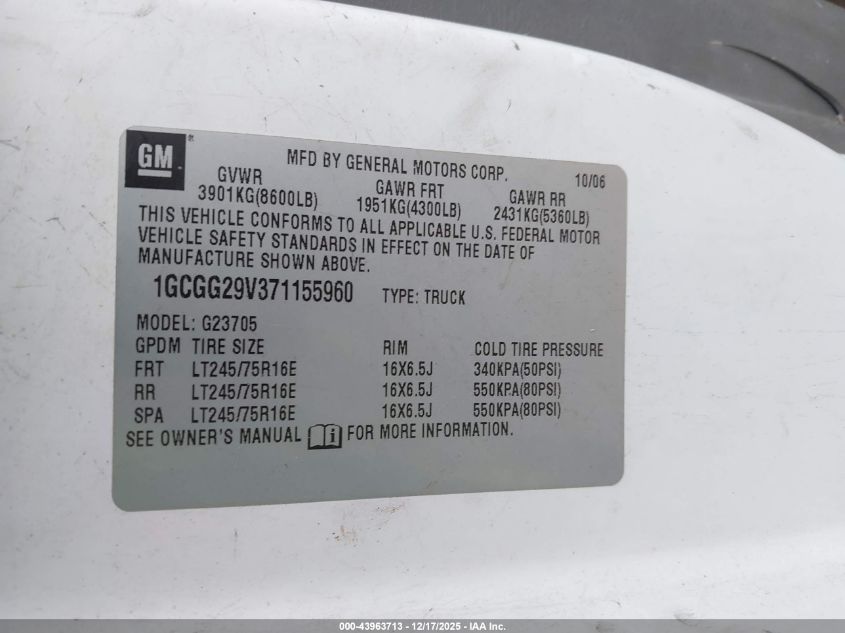 GM®
MFD BY GENERAL MOTORS CORP. 10/06
GVWR GAWR FRT GAWR RR
3901KG(8600LB) 1951KG(4300LB) 2431KG(5360LB)
THIS VEHICLE CONFORMS TO ALL APPLICABLE U.S. FEDERAL MOTOR
VEHICLE SAFETY STANDARDS IN EFFECT ON THE DATE OF
MANUFACTURE SHOWN ABOVE.
1GCGG29V371155960 TYPE: TRUCK
MODEL: G23705
GPDM TIRE SIZE RIM COLD TIRE PRESSURE
FRT LT245/75R16E 16X6.5J 340KPA(50PSI)
RR LT245/75R16E 16X6.5J 550KPA(80PSI)
SPA LT245/75R16E 16X6.5J 550KPA(80PSI)
SEE OWNER'S MANUAL i FOR MORE INFORMATION.
000-43963713 - 12/17/2025 - IAA Inc.